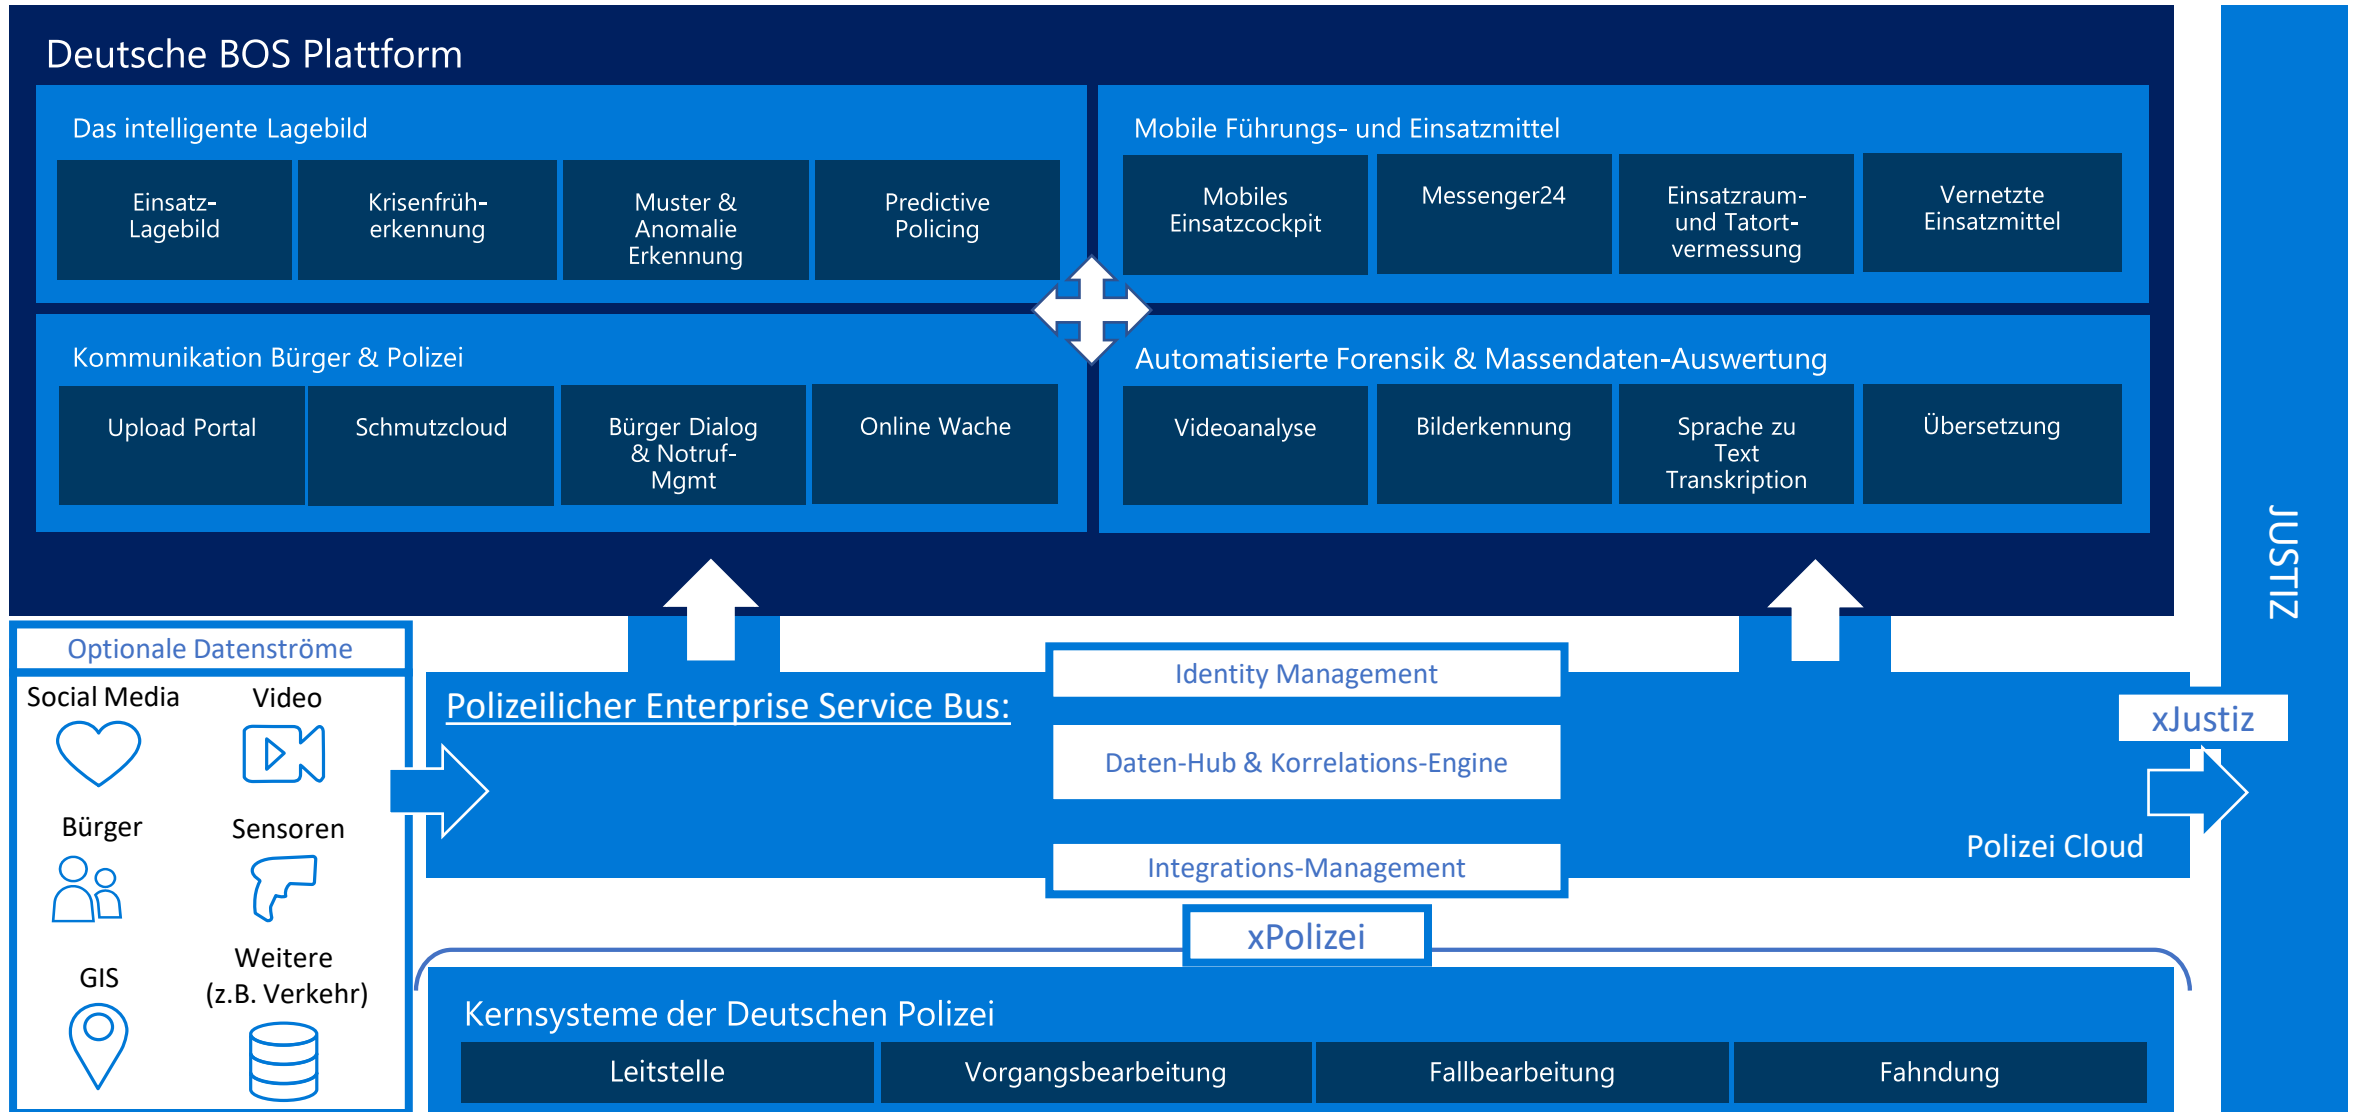 Deutsche BOS Plattform
Das intelligente Lagebild
Einsatz-
Lagebild
Krisenfrüh-
erkennung
Muster &
Anomalie
Erkennung
Predictive
Policing
Mobile Führungs- und Einsatzmittel
Mobiles
Einsatzcockpit
Messenger24
Einsatzraum-
und Tatort-
vermessung
Vernetzte
Einsatzmittel
Kommunikation Bürger & Polizei
Upload Portal
Schmutzcloud
Bürger Dialog
& Notruf-
Mgmt
Online Wache
Automatisierte Forensik & Massendaten-Auswertung
Videoanalyse
Bilderkennung
Sprache zu
Text
Transkription
Übersetzung
JUSTIZ
Optionale Datenströme
Social Media
Video
Bürger
Sensoren
GIS
Weitere
(z.B. Verkehr)
Polizeilicher Enterprise Service Bus:
Identity Management
Daten-Hub & Korrelations-Engine
Integrations-Management
xJustiz
Polizei Cloud
xPolizei
Kernsysteme der Deutschen Polizei
Leitstelle
Vorgangsbearbeitung
Fallbearbeitung
Fahndung